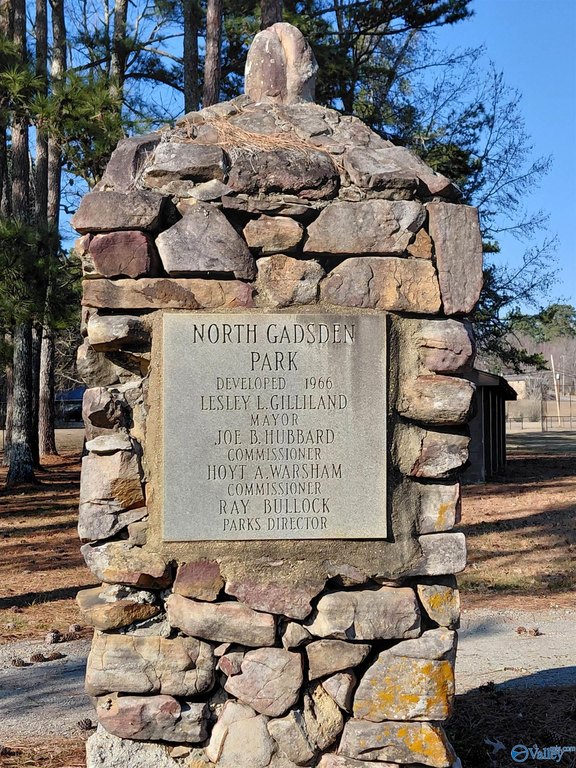 NORTH GADSDEN
PARK
DEVELOPED 1966
LESLEY L. GILLILAND
MAYOR
JOE B. HUBBARD
COMMISSIONER
HOYT A. WARSHAM
COMMISSIONER
RAY BULLOCK
PARKS DIRECTOR
Valley